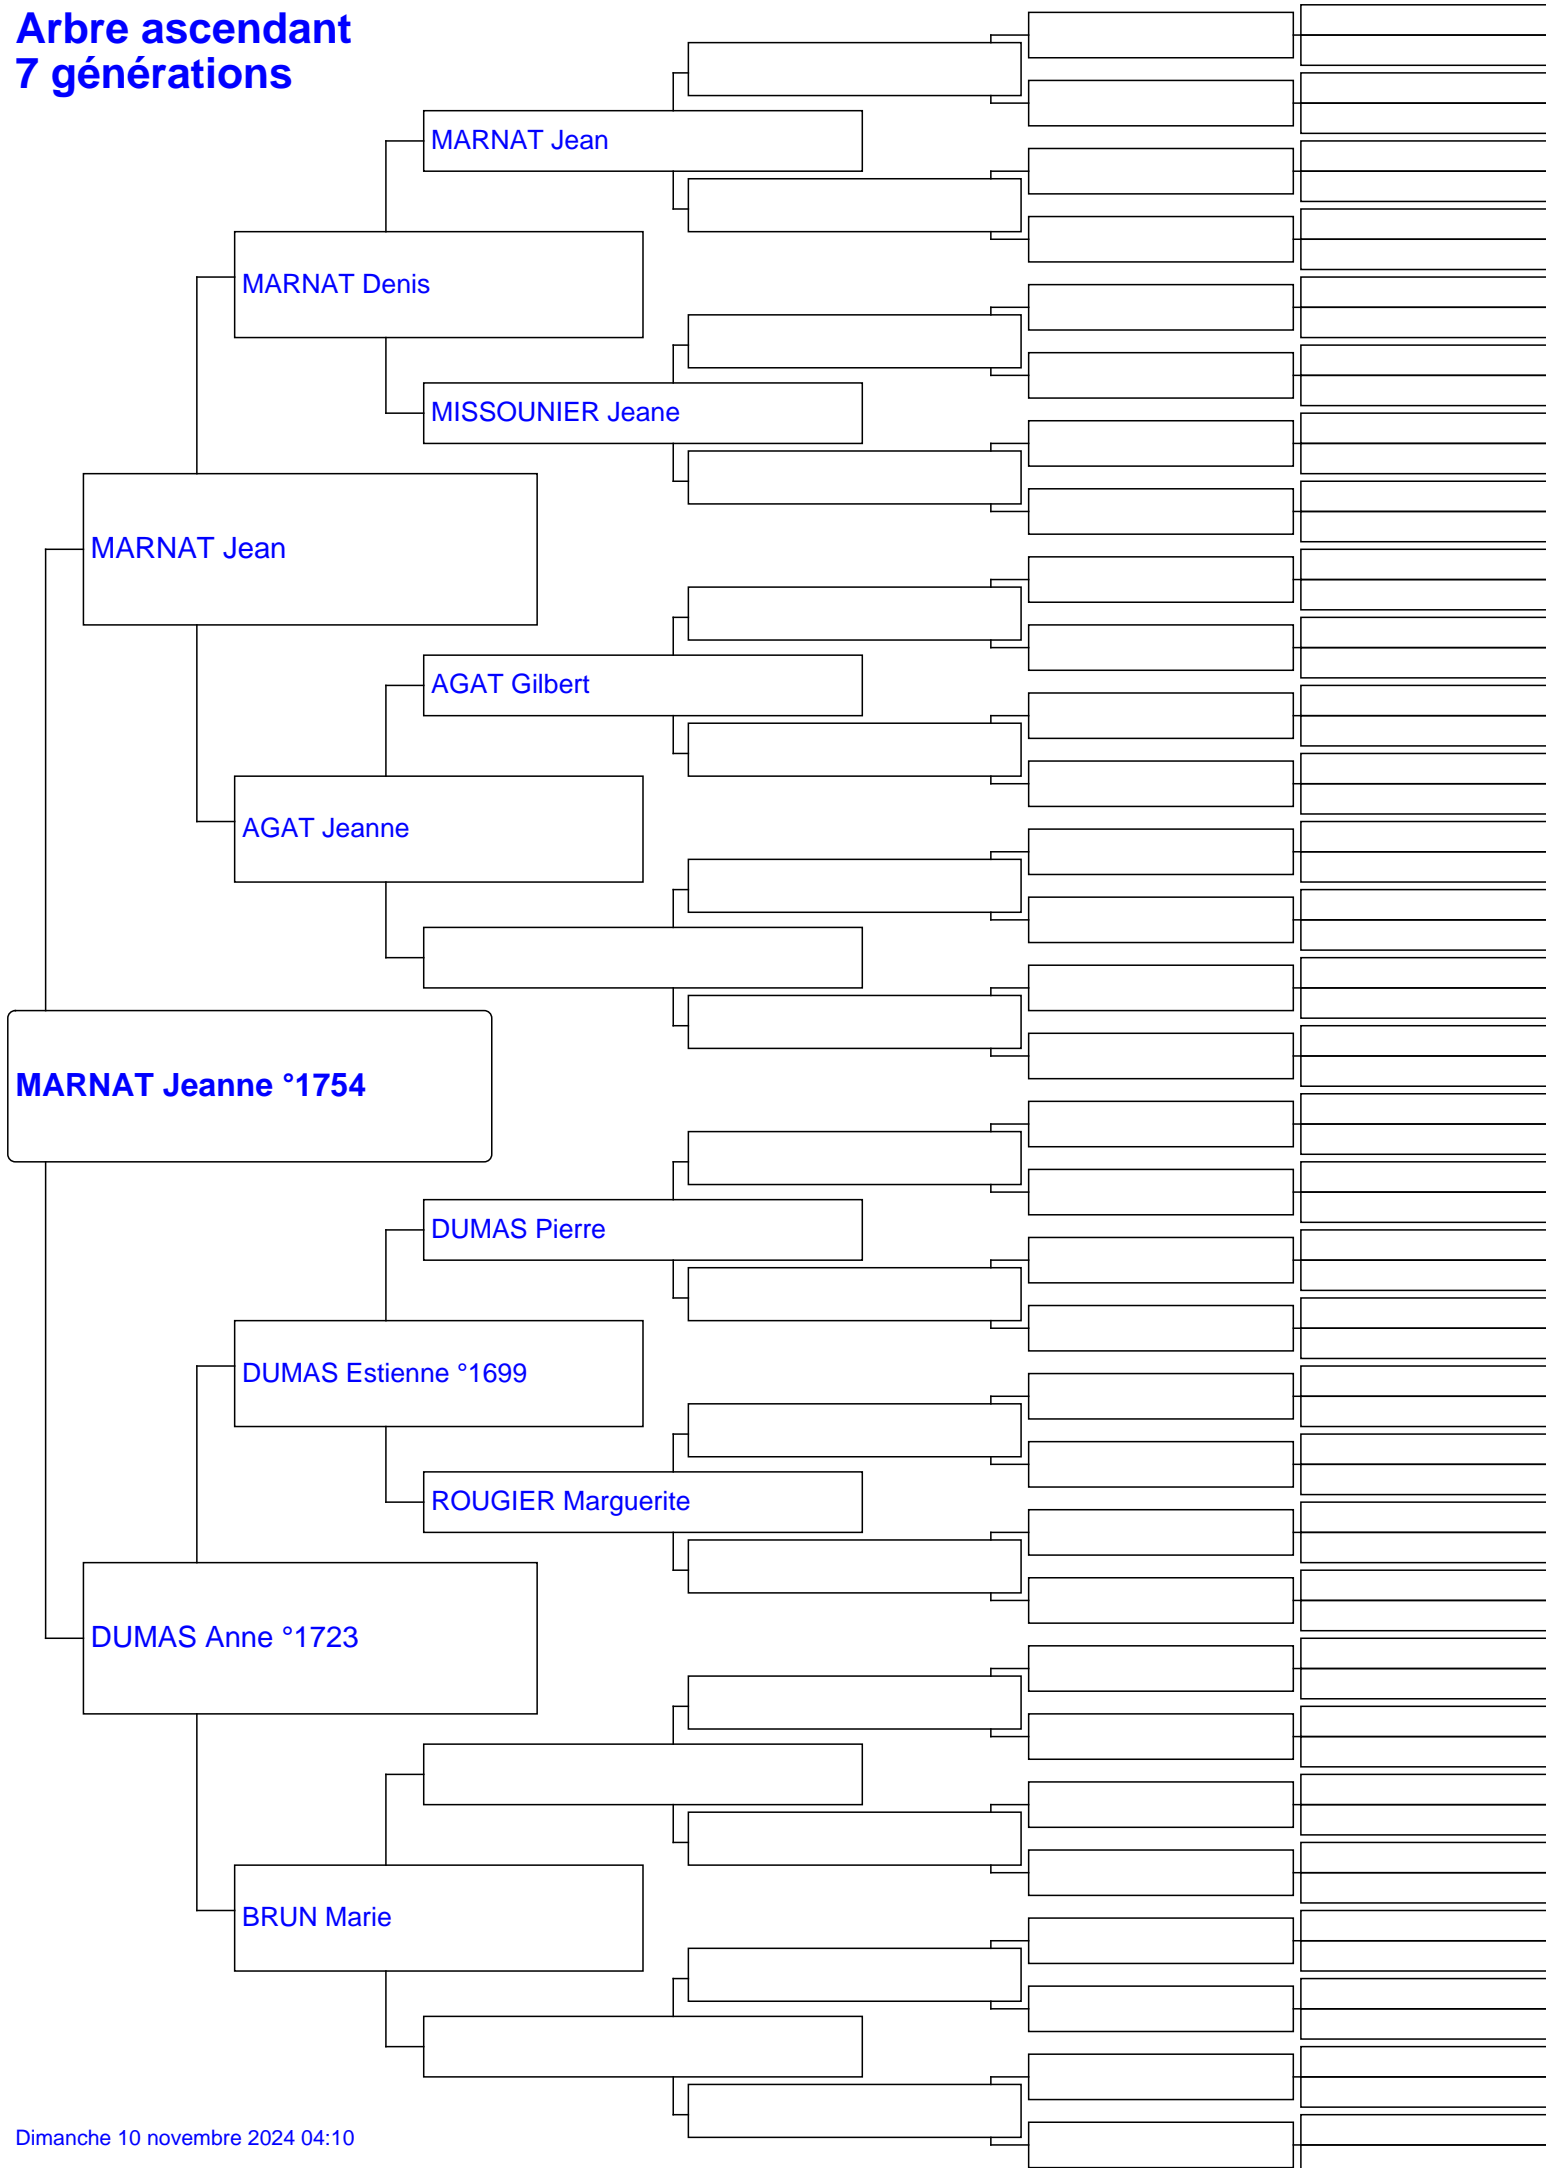 Arbre ascendant
7 générations
MARNAT Jean
MARNAT Denis
MISSOUNIER Jeane
MARNAT Jean
AGAT Gilbert
AGAT Jeanne
MARNAT Jeanne °1754
DUMAS Pierre
DUMAS Estienne °1699
ROUGIER Marguerite
DUMAS Anne °1723
BRUN Marie
Dimanche 10 novembre 2024 04:10